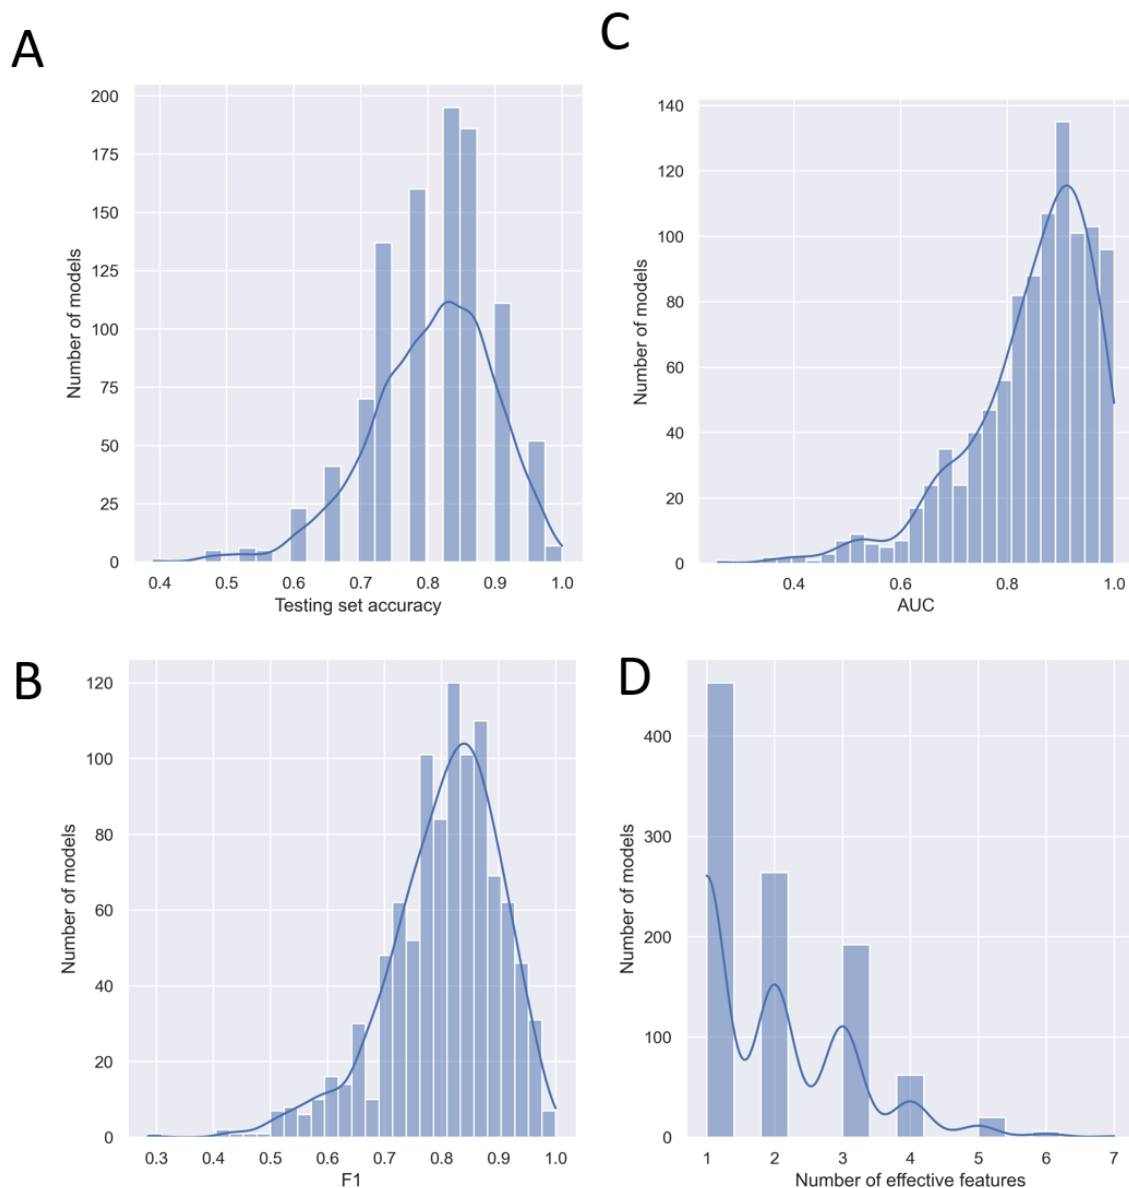 A
200
175
150
125
100
75
50
25
0
Number of models
0.4 0.5 0.6 0.7 0.8 0.9 1.0
Testing set accuracy
C
140
120
100
80
60
40
20
0
Number of models
0.4 0.6 0.8 1.0
AUC
B
120
100
80
60
40
20
0
Number of models
0.3 0.4 0.5 0.6 0.7 0.8 0.9 1.0
F1
D
400
300
200
100
0
Number of models
1 2 3 4 5 6 7
Number of effective features